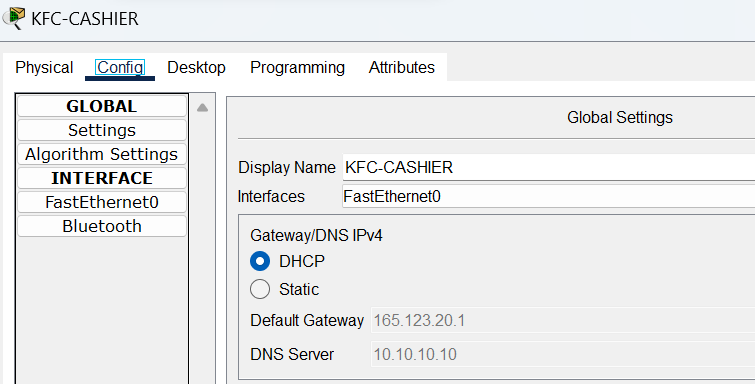 KFC-CASHIER
Physical Config Desktop Programming Attributes
GLOBAL
Settings
Algorithm Settings
INTERFACE
FastEthernet0
Bluetooth
Global Settings
Display Name KFC-CASHIER
Interfaces FastEthernet0
Gateway/DNS IPv4
DHCP
Static
Default Gateway 165.123.20.1
DNS Server 10.10.10.10